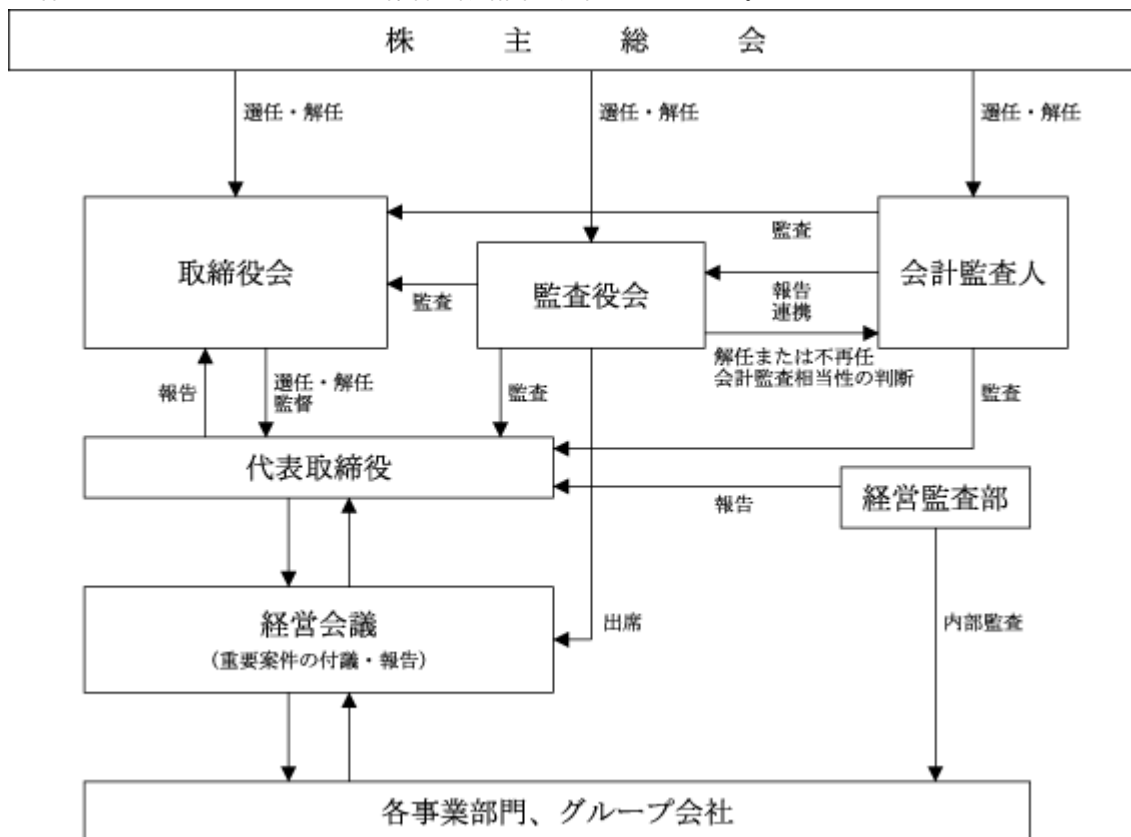 株主総会
選任・解任
選任・解任
選任・解任
取締役会
監査役会
会計監査人
監査
監査
報告
連携
解任または不再任
会計監査相当性の判断
報告
選任・解任
監督
監査
監査
代表取締役
報告
経営監査部
経営会議
(重要案件の付議・報告)
出席
内部監査
各事業部門、グループ会社